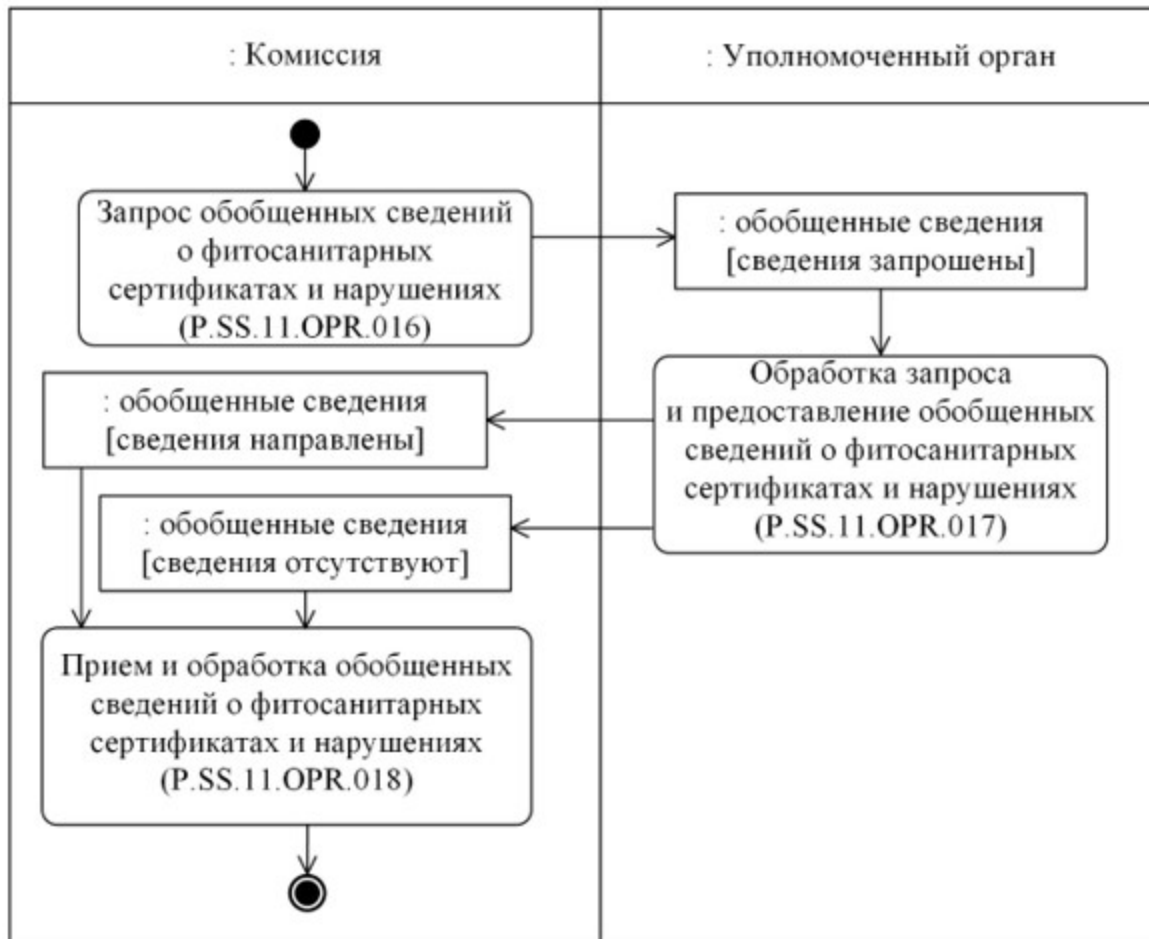 : Комиссия
: Уполномоченный орган
Запрос обобщенных сведений
о фитосанитарных
сертификатах и нарушениях
(P.SS.11.OPR.016)
: обобщенные сведения
[сведения запрошены]
Обработка запроса
и предоставление обобщенных
сведений о фитосанитарных
сертификатах и нарушениях
(P.SS.11.OPR.017)
: обобщенные сведения
[сведения направлены]
: обобщенные сведения
[сведения отсутствуют]
Прием и обработка обобщенных
сведений о фитосанитарных
сертификатах и нарушениях
(P.SS.11.OPR.018)